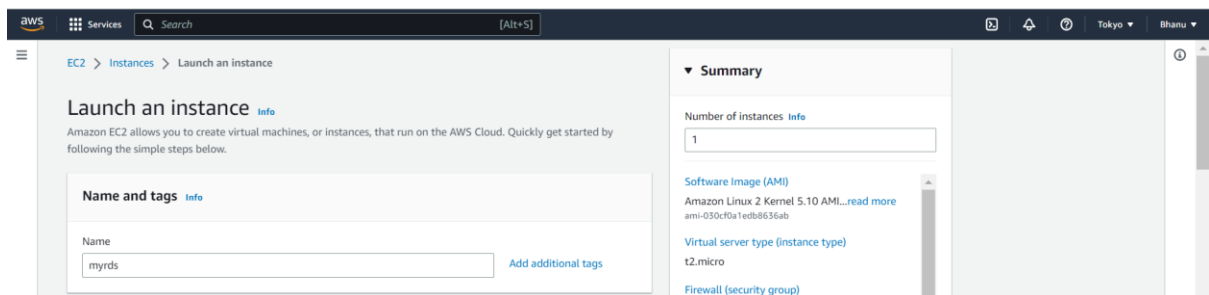 aws Services Search [Alt+S] Tokyo ▼ Bhanu ▼
EC2 > Instances > Launch an instance
Launch an instance Info
Amazon EC2 allows you to create virtual machines, or instances, that run on the AWS Cloud. Quickly get started by
following the simple steps below.
Name and tags Info
Name
myrds
Add additional tags
▼ Summary
Number of instances Info
1
Software Image (AMI)
Amazon Linux 2 Kernel 5.10 AMI...read more
ami-030cf0a1edb8636ab
Virtual server type (instance type)
t2.micro
Firewall (security group)